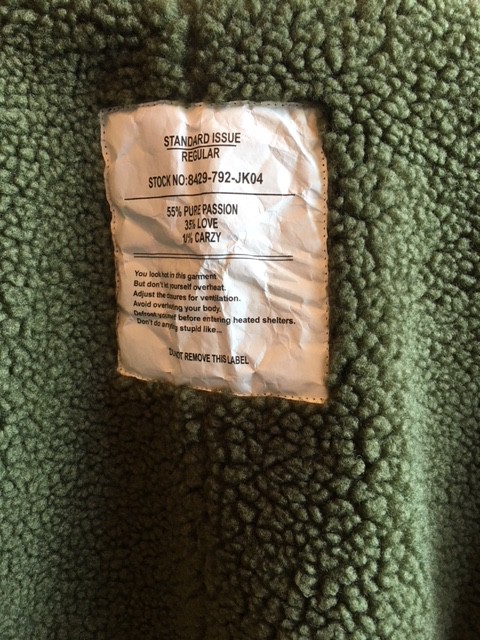 STANDARD ISSUE
REGULAR
STOCK NO:8429-792-JK04
55% PURE PASSION
35% LOVE
10% CARZY
You look hot in this garment
But don't let yourself overheat.
Adjust the closures for ventilation.
Avoid overheating your body.
Defrost yourself before entering heated shelters.
Don't do anything stupid like...
DO NOT REMOVE THIS LABEL